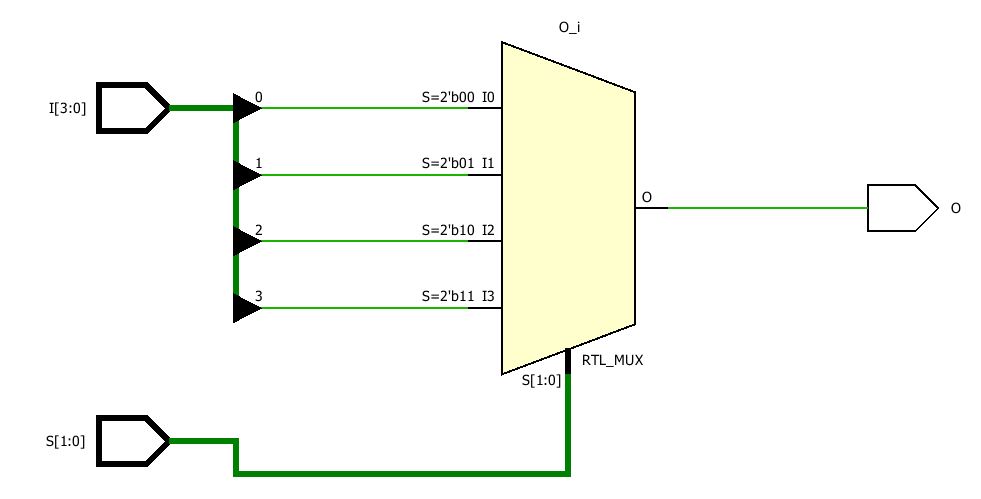 O_i
I[3:0]
0
S=2'b00 I0
1
S=2'b01 I1
2
S=2'b10 I2
O
O
3
S=2'b11 I3
RTL_MUX
S[1:0]
S[1:0]